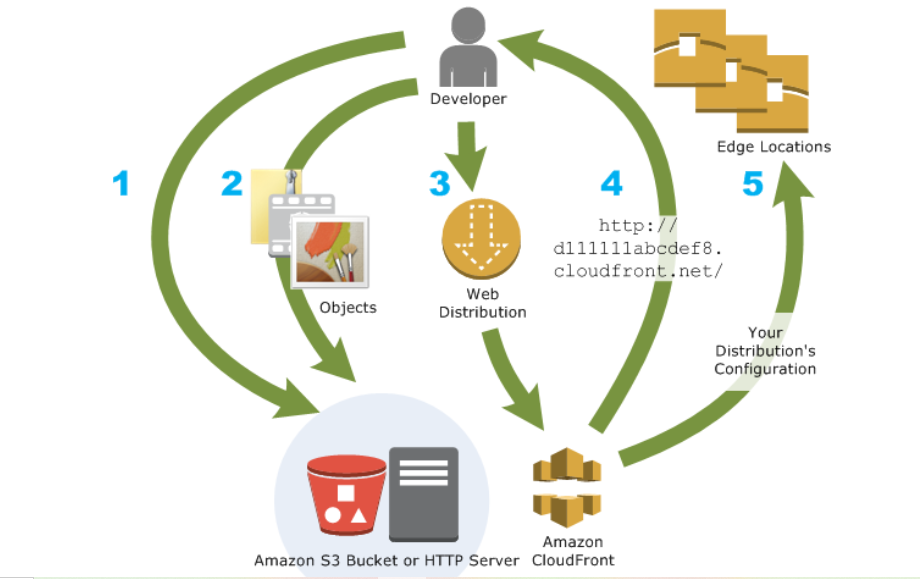 Developer
Edge Locations
1
2
3
4
5
http://
d111111abcdef8.
cloudfront.net/
Objects
Web
Distribution
Your
Distribution's
Configuration
Amazon S3 Bucket or HTTP Server
Amazon
CloudFront